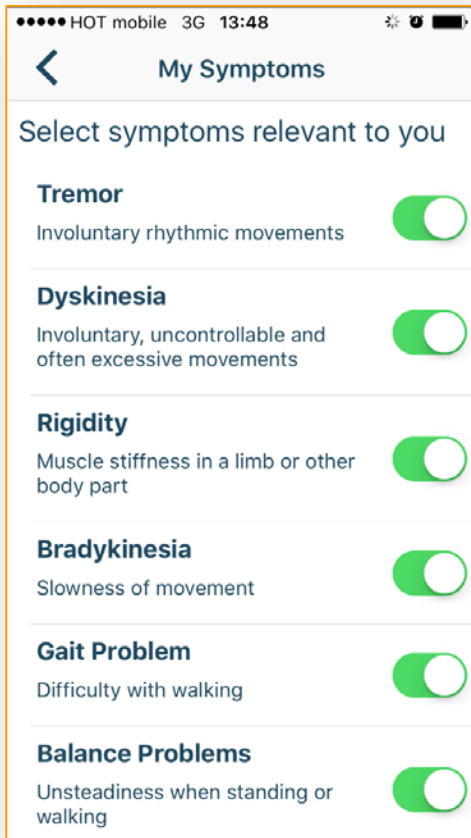 HOT mobile 3G 13:48
My Symptoms
Select symptoms relevant to you
Tremor
Involuntary rhythmic movements
Dyskinesia
Involuntary, uncontrollable and
often excessive movements
Rigidity
Muscle stiffness in a limb or other
body part
Bradykinesia
Slowness of movement
Gait Problem
Difficulty with walking
Balance Problems
Unsteadiness when standing or
walking